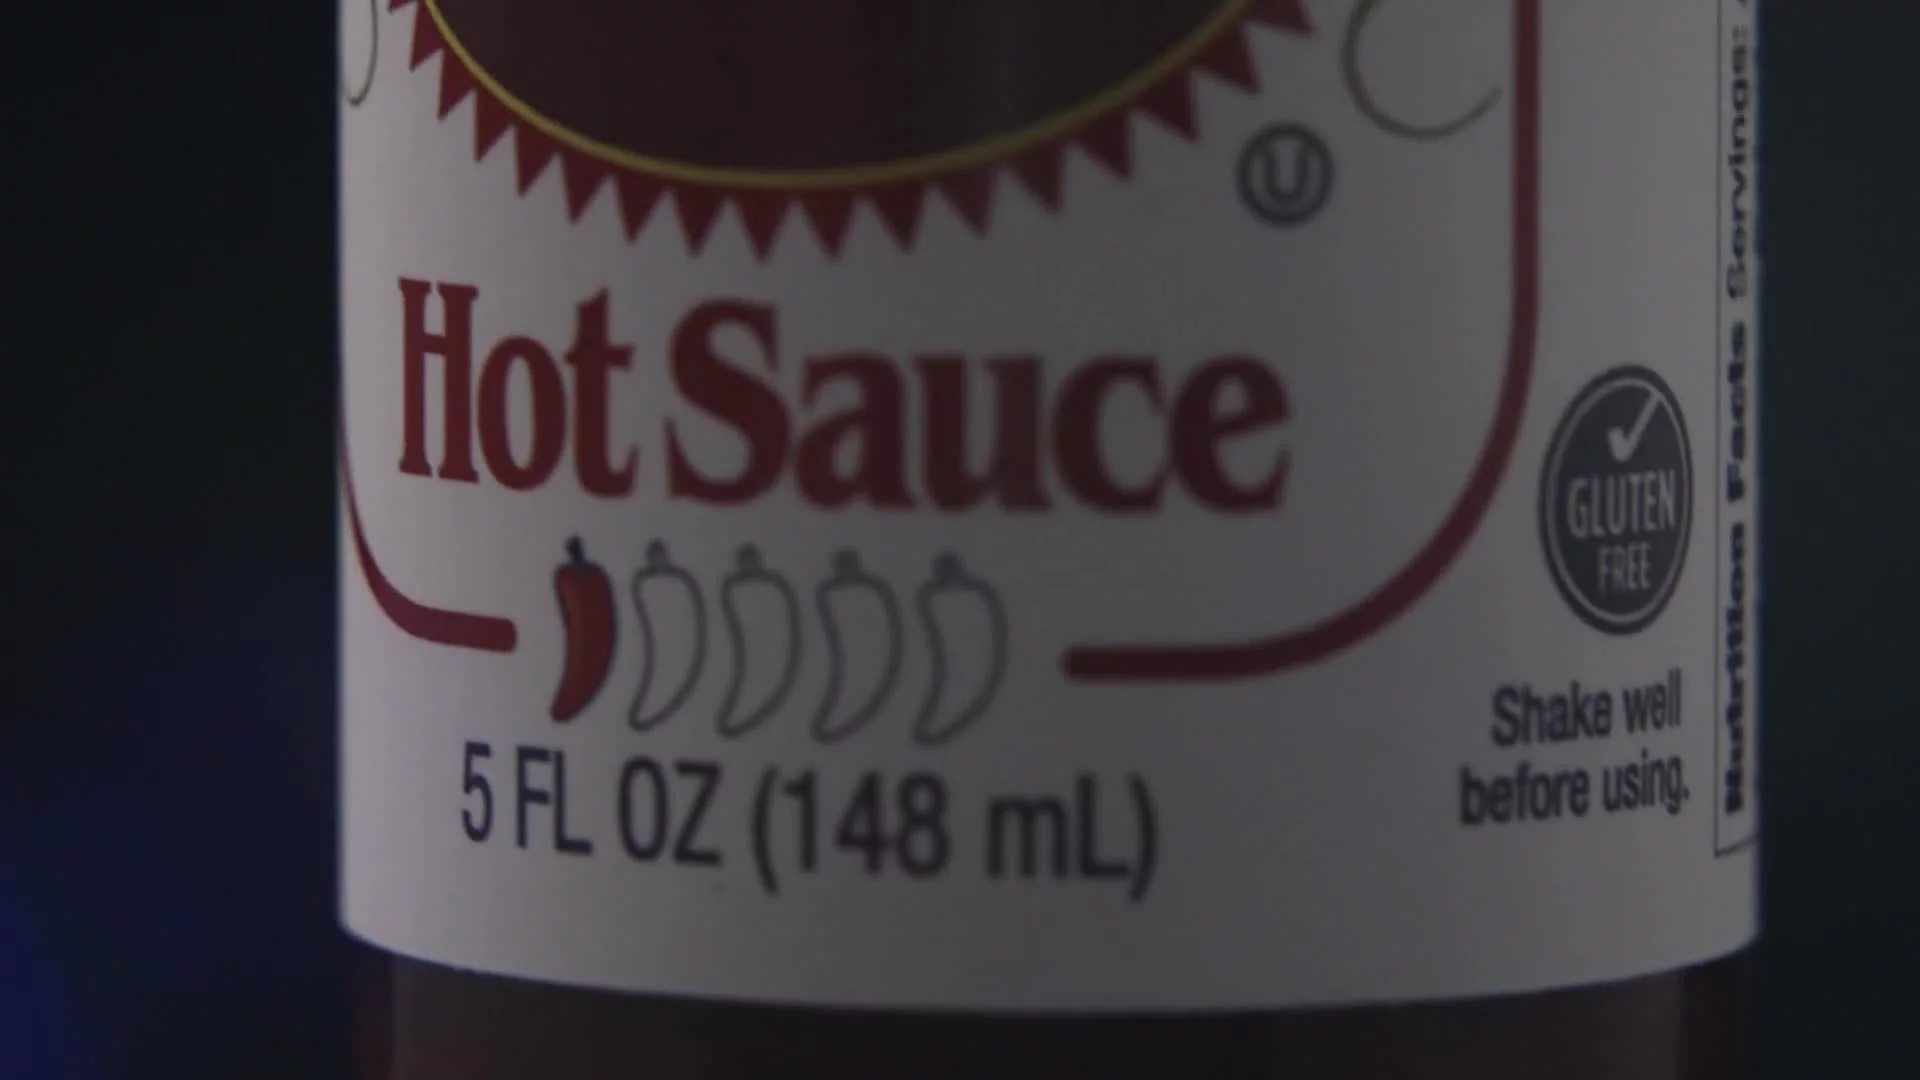 U
Hot Sauce
5 FL OZ (148 mL)
GLUTEN
FREE
Shake well
before using.
Nutrition Facts Servings: